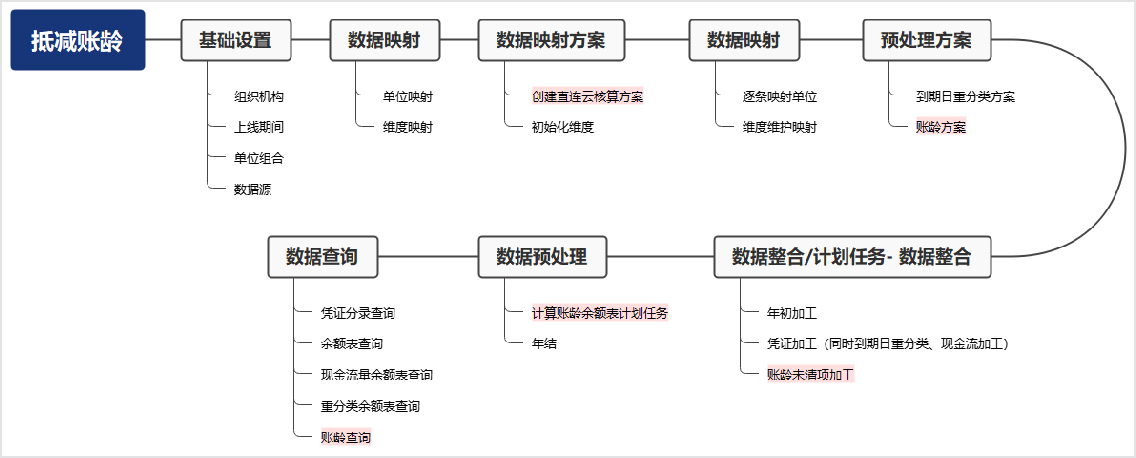 抵减账龄
基础设置
组织机构
上线期间
单位组合
数据源
数据映射
单位映射
维度映射
数据映射方案
创建直连云核算方案
初始化维度
数据映射
逐条映射单位
维度维护映射
预处理方案
到期日重分类方案
账龄方案
数据整合/计划任务- 数据整合
年初加工
凭证加工（同时到期日重分类、现金流加工）
账龄未清项加工
数据预处理
计算账龄余额表计划任务
年结
数据查询
凭证分录查询
余额表查询
现金流量余额表查询
重分类余额表查询
账龄查询